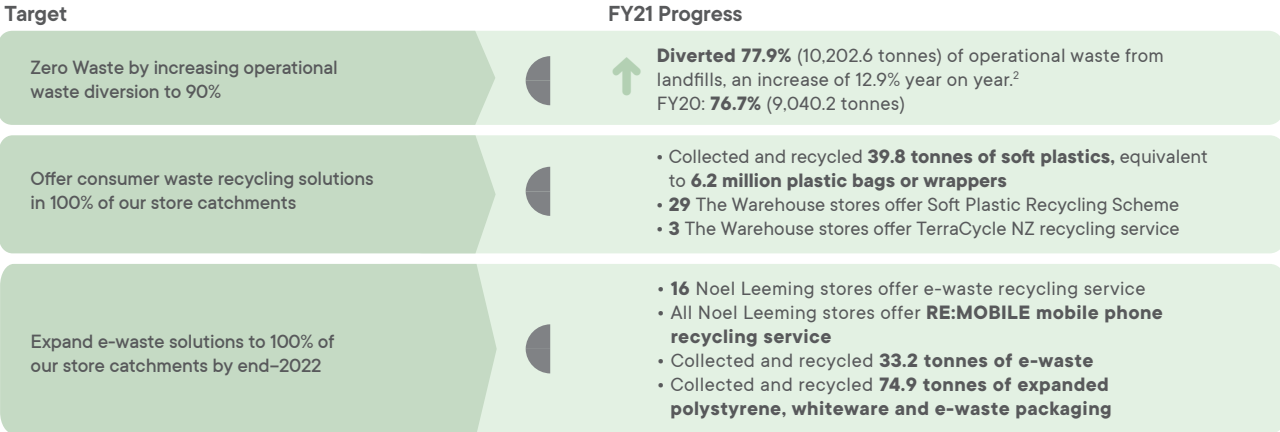 Target
FY21 Progress
Zero Waste by increasing operational
waste diversion to 90%
Diverted 77.9% (10,202.6 tonnes) of operational waste from
landfills, an increase of 12.9% year on year.2
FY20: 76.7% (9,040.2 tonnes)
Offer consumer waste recycling solutions
in 100% of our store catchments
• Collected and recycled 39.8 tonnes of soft plastics, equivalent
to 6.2 million plastic bags or wrappers
• 29 The Warehouse stores offer Soft Plastic Recycling Scheme
• 3 The Warehouse stores offer TerraCycle NZ recycling service
Expand e-waste solutions to 100% of
our store catchments by end–2022
• 16 Noel Leeming stores offer e-waste recycling service
• All Noel Leeming stores offer RE:MOBILE mobile phone
recycling service
• Collected and recycled 33.2 tonnes of e-waste
• Collected and recycled 74.9 tonnes of expanded
polystyrene, whiteware and e-waste packaging